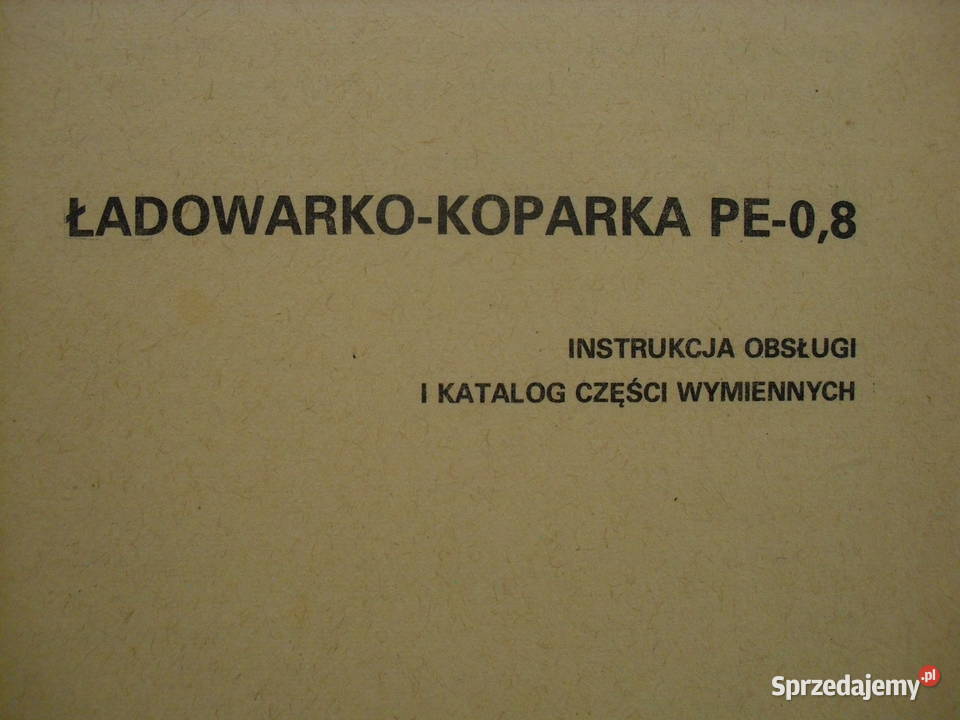 ŁADOWARKO-KOPARKA PE-0,8
INSTRUKCJA OBSŁUGI
I KATALOG CZĘŚCI WYMIENNYCH
Sprzedajemy.pl